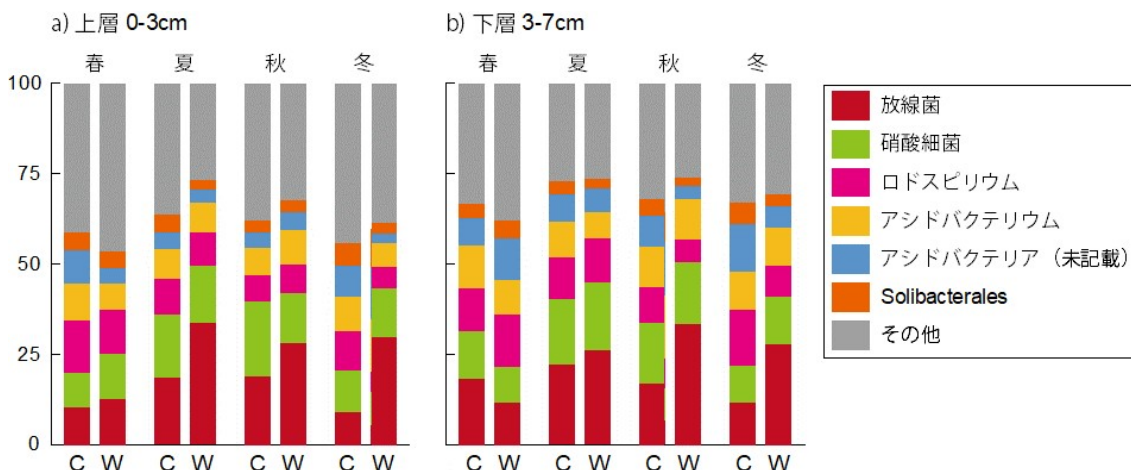 a) 上層 0-3cm
春 夏 秋 冬
100
75
50
25
0
C W C W C W C W
b) 下層 3-7cm
春 夏 秋 冬
C W C W C W C W
放線菌
硝酸細菌
ロドスピリウム
アシドバクテリウム
アシドバクテリア（未記載）
Solibacterales
その他